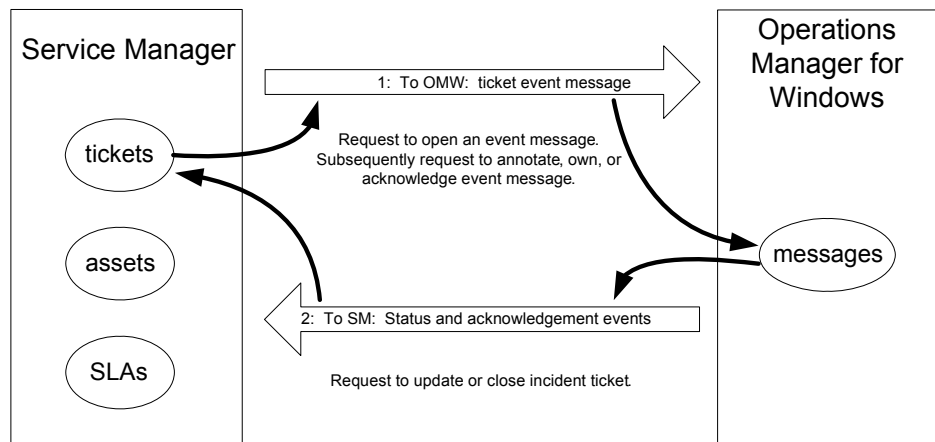 Service Manager
Operations
Manager for
Windows
1: To OMW: ticket event message
Request to open an event message.
Subsequently request to annotate, own, or
acknowledge event message.
tickets
assets
messages
2: To SM: Status and acknowledgement events
SLAs
Request to update or close incident ticket.